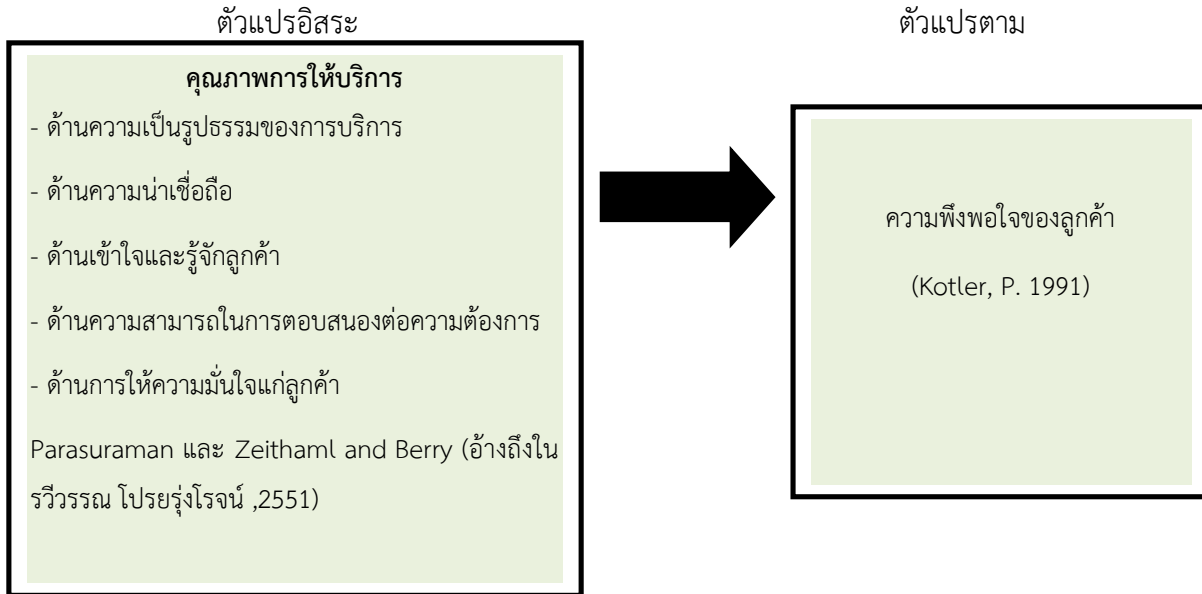 ตัวแปรอิสระ
คุณภาพการให้บริการ
- ด้านความเป็นรูปธรรมของการบริการ
- ด้านความน่าเชื่อถือ
- ด้านเข้าใจและรู้จักลูกค้า
- ด้านความสามารถในการตอบสนองต่อความต้องการ
- ด้านการให้ความมั่นใจแก่ลูกค้า
Parasuraman และ Zeithaml and Berry (อ้างถึงใน
รวีวรรณ โปรยรุ่งโรจน์ ,2551)
ตัวแปรตาม
ความพึงพอใจของลูกค้า
(Kotler, P. 1991)